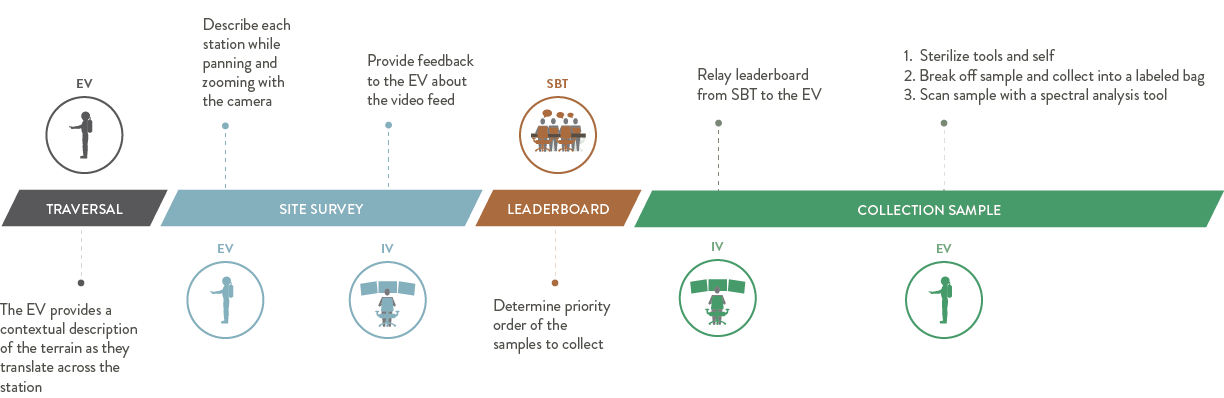 EV
Describe each
station while
panning and
zooming with
the camera
Provide feedback
to the EV about
the video feed
SBT
Relay leaderboard
from SBT to the EV
1. Sterilize tools and self
2. Break off sample and collect into a labeled bag
3. Scan sample with a spectral analysis tool
TRAVERSAL
SITE SURVEY
LEADERBOARD
COLLECTION SAMPLE
The EV provides a
contextual description
of the terrain as they
translate across the
station
EV
IV
Determine priority
order of the
samples to collect
IV
EV